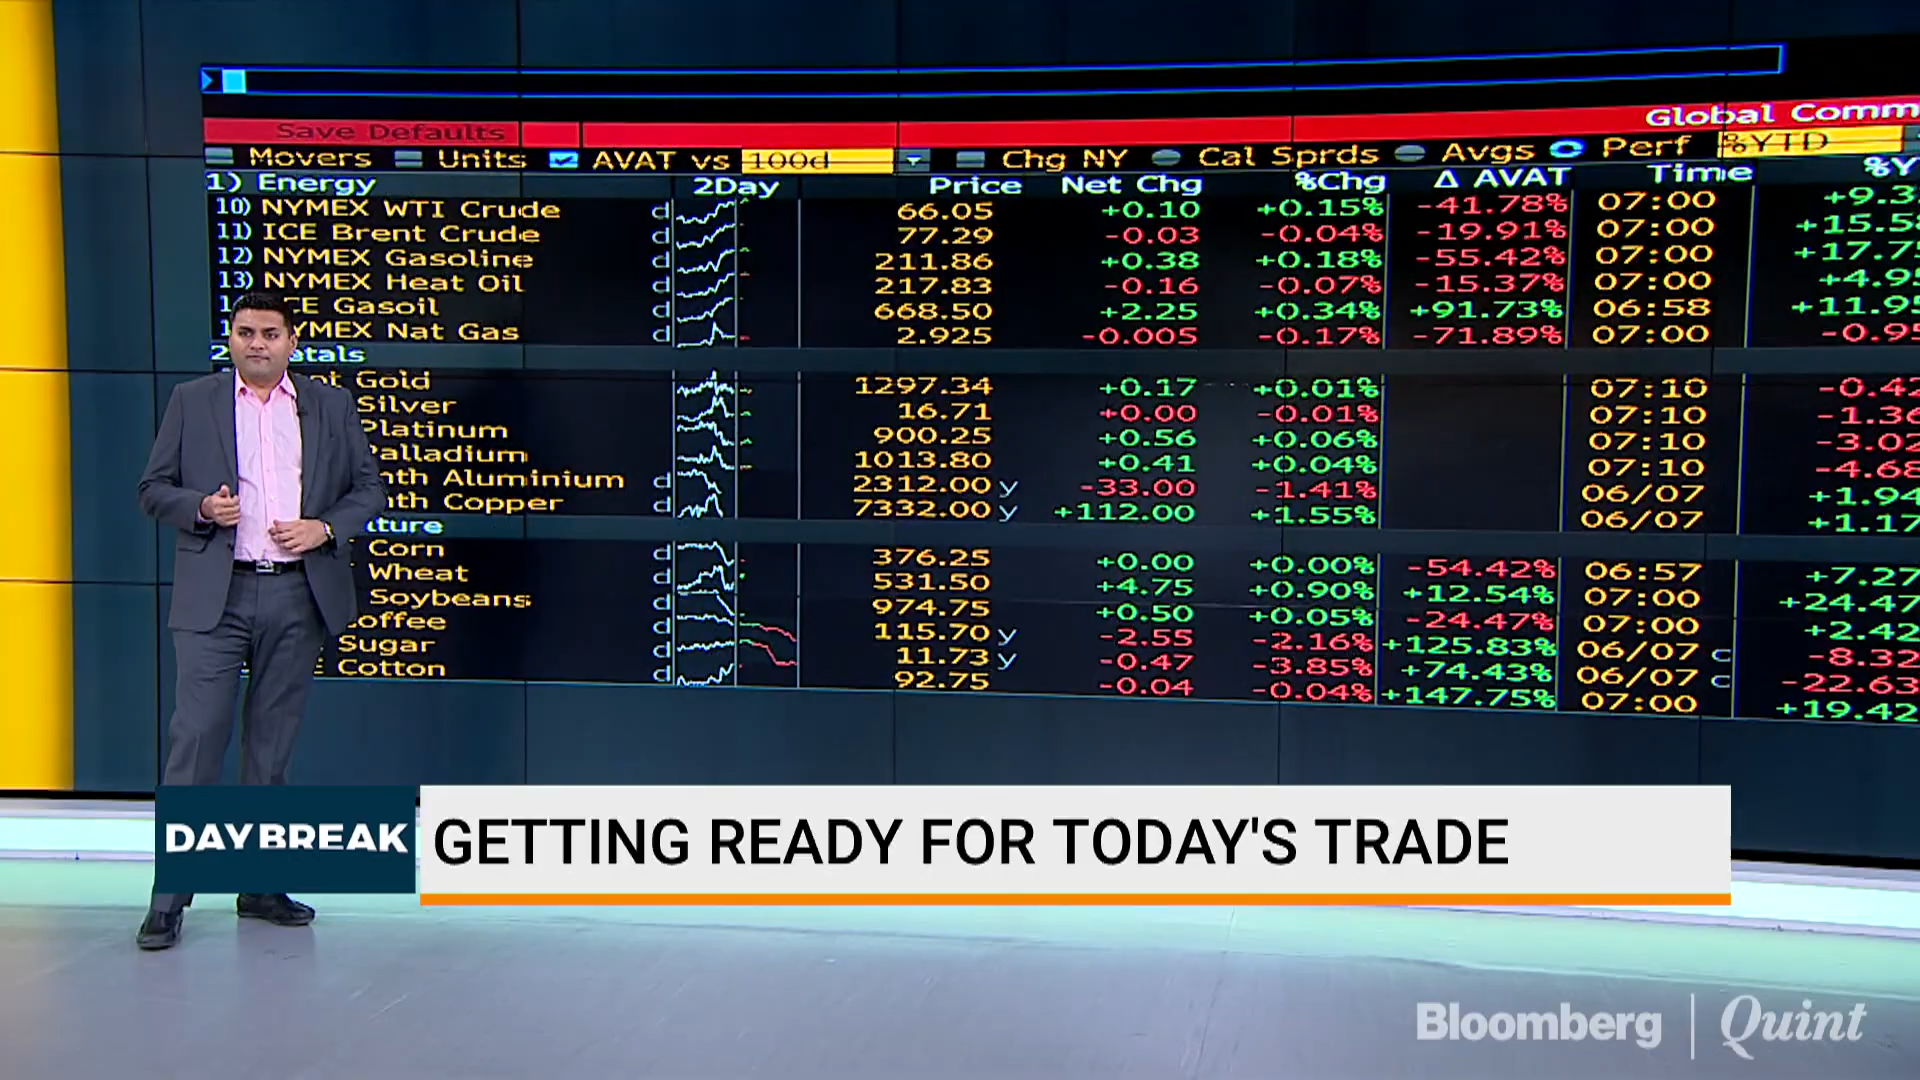 Global Comm
Save Defaults
Movers Units AVAT vs 100d Chg NY Cal Sprds Avgs Perf %YTD
1) Energy 2Day Price Net Chg %Chg Δ AVAT Time %Y
10) NYMEX WTI Crude d 66.05 +0.10 +0.15% -41.78% 07:00 +9.3
11) ICE Brent Crude d 77.29 -0.03 -0.04% -19.91% 07:00 +15.5
12) NYMEX Gasoline d 211.86 +0.38 +0.18% -55.42% 07:00 +17.7
13) NYMEX Heat Oil d 217.83 -0.16 -0.07% -15.37% 07:00 +4.9
CE Gasoil d 668.50 +2.25 +0.34% +91.73% 06:58 +11.9
YMEX Nat Gas d 2.925 -0.005 -0.17% -71.89% 07:00 -0.95
2 etals
ot Gold 1297.34 +0.17 +0.01% 07:10 -0.42
Silver 16.71 +0.00 -0.01% 07:10 -1.36
Platinum 900.25 +0.56 +0.06% 07:10 -3.02
Palladium 1013.80 +0.41 +0.04% 07:10 -4.68
nth Aluminium d 2312.00 y -33.00 -1.41% 06/07 +1.94
nth Copper d 7332.00 y +112.00 +1.55% 06/07 +1.17
lture
Corn d 376.25 +0.00 +0.00% -54.42% 06:57 +7.27
Wheat d 531.50 +4.75 +0.90% +12.54% 07:00 +24.47
Soybeans d 974.75 +0.50 +0.05% -24.47% 07:00 +2.42
offee d 115.70 y -2.55 -2.16% +125.83% 06/07 c -8.32
Sugar d 11.73 y -0.47 -3.85% +74.43% 06/07 c -22.63
Cotton d 92.75 -0.04 -0.04% +147.75% 07:00 +19.42
DAYBREAK GETTING READY FOR TODAY'S TRADE
Bloomberg | Quint